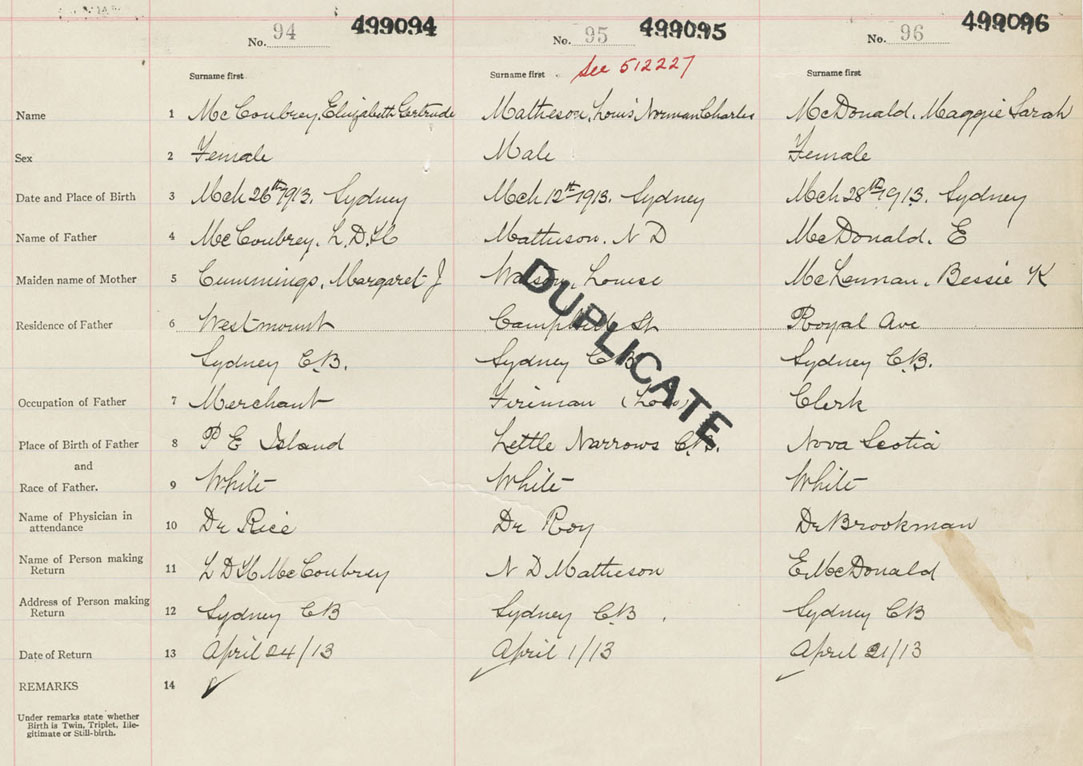 No. 94 499094 No. 95 499095 No. 96 499096
See 512227
Surname first Surname first Surname first
Name 1 McCoubrey, Elizabeth Gertrude Matheson, Louis Norman Charles McDonald, Maggie Sarah
Sex 2 Female Male Female
Date and Place of Birth 3 Mch 26th 1913. Sydney Mch 12th 1913. Sydney Mch 28th 1913. Sydney
Name of Father 4 McCoubrey, L.D.H Matheson. N D McDonald. E
Maiden name of Mother 5 Cummings, Margaret J Watson, Louise McLennan, Bessie K
Residence of Father 6 Westmount Campbell St Royal Ave
Sydney C.B. Sydney C.B. Sydney C.B.
DUPLICATE
Occupation of Father 7 Merchant Fireman (Loco) Clerk
Place of Birth of Father 8 P E Island Little Narrows C.B. Nova Scotia
and
Race of Father. 9 White White White
Name of Physician in
attendance 10 Dr Rice Dr Roy Dr Brookman
Name of Person making
Return 11 L D H McCoubrey N D Matheson E McDonald
Address of Person making
Return 12 Sydney CB Sydney C.B. Sydney CB
Date of Return 13 April 24/13 April 1/13 April 21/13
REMARKS 14
Under remarks state whether
Birth is Twin, Triplet, Ille-
gitimate or Still-birth.